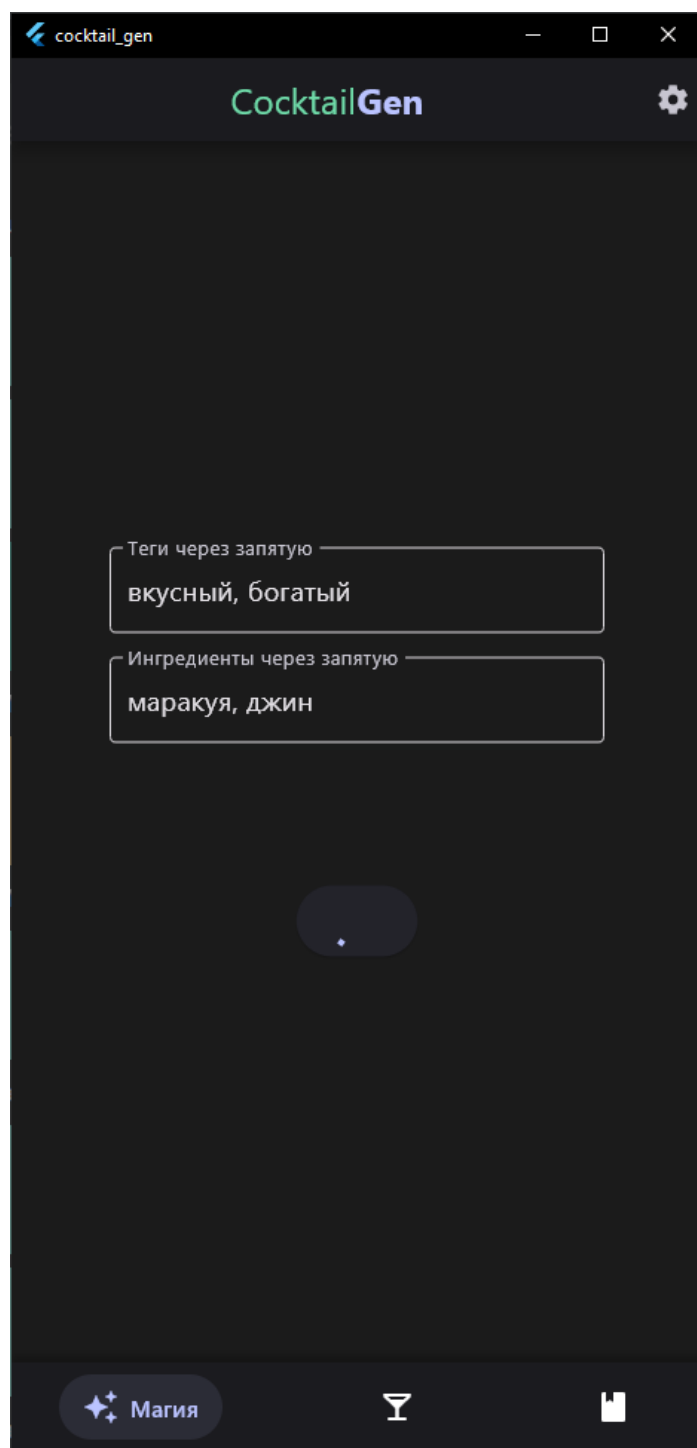 cocktail_gen
CocktailGen
Теги через запятую
вкусный, богатый
Ингредиенты через запятую
маракуя, джин
Магия